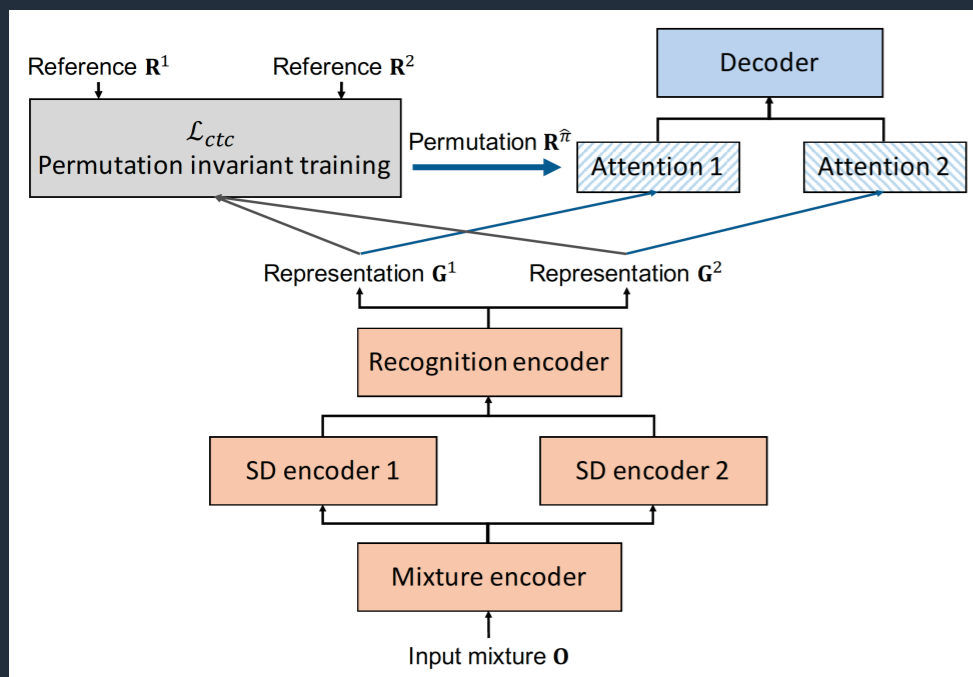 Reference R¹
Reference R²
Decoder
ℒ_ctc
Permutation invariant training
Permutation R^π̂
Attention 1
Attention 2
Representation G¹
Representation G²
Recognition encoder
SD encoder 1
SD encoder 2
Mixture encoder
Input mixture O